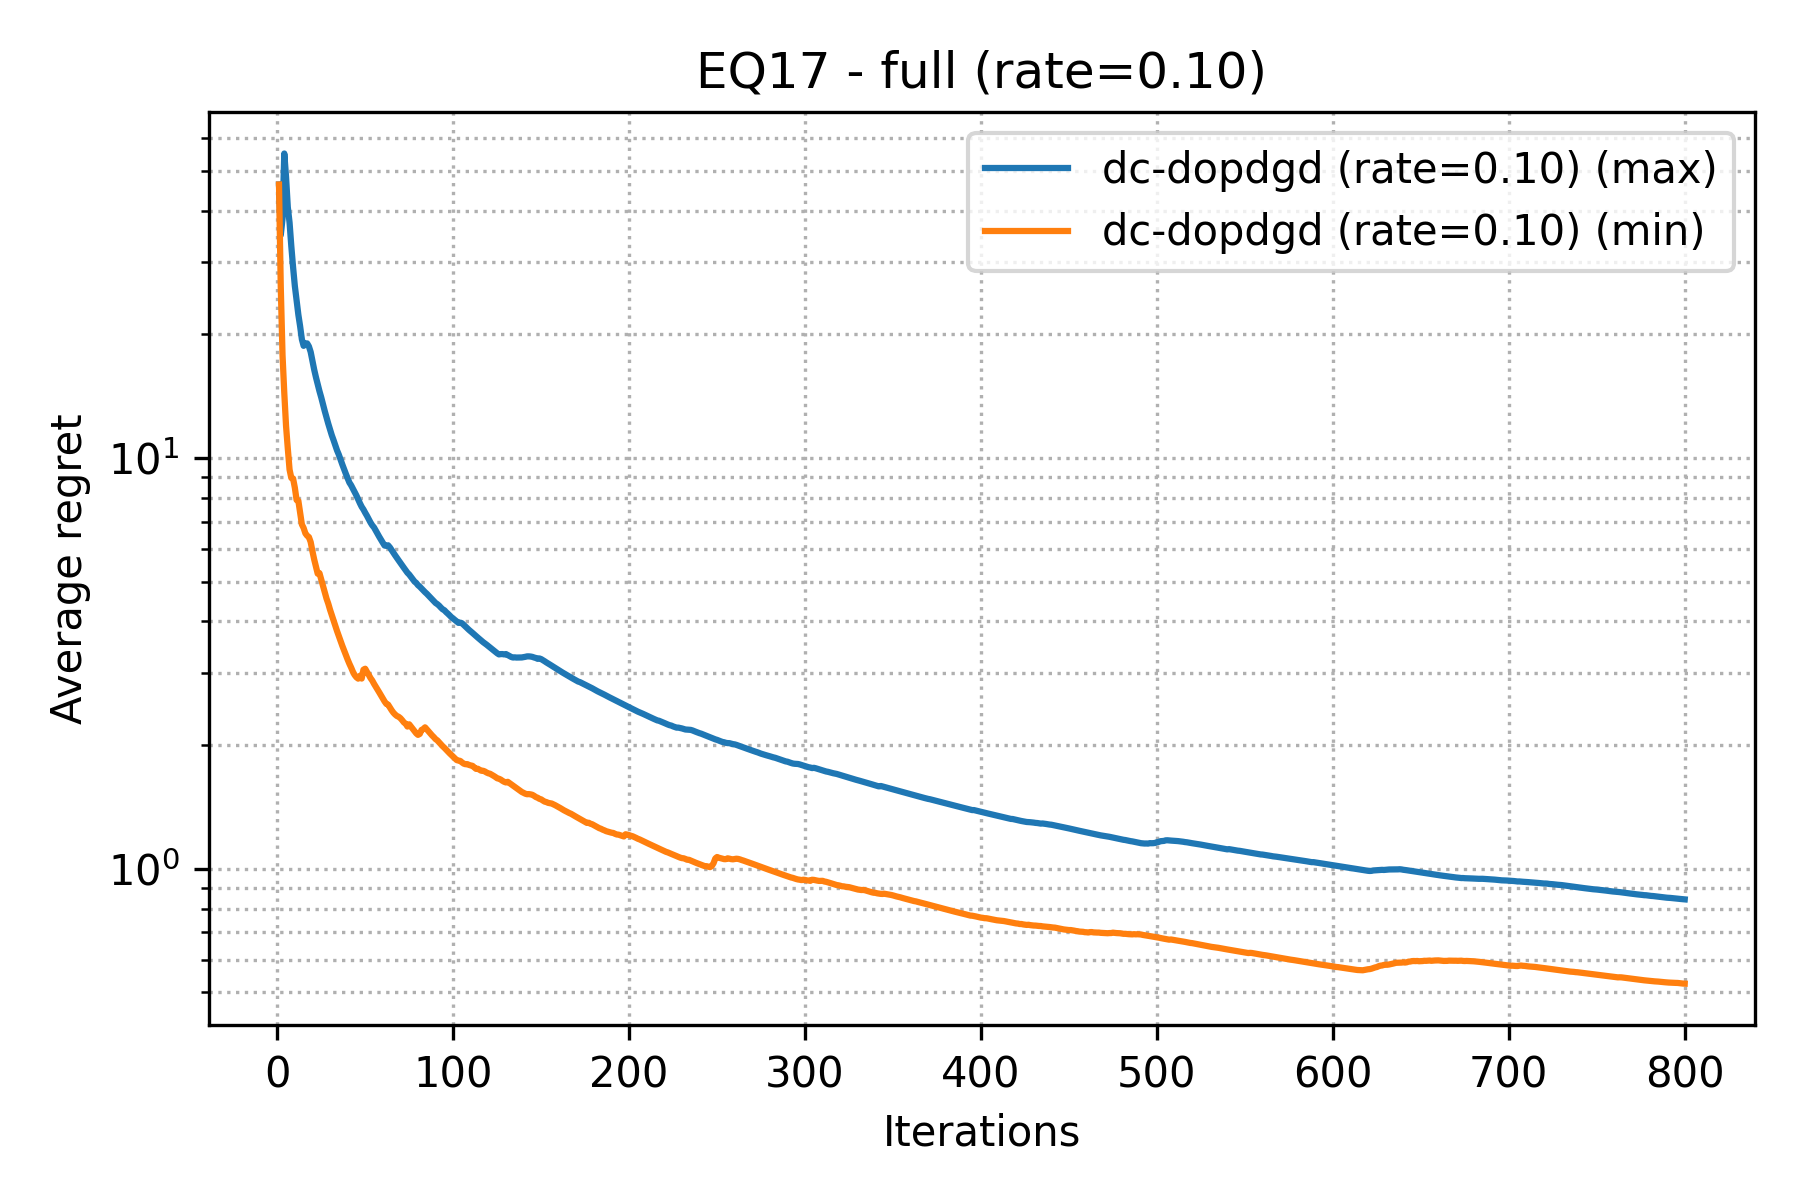 EQ17 - full (rate=0.10)
dc-dopdgd (rate=0.10) (max)
dc-dopdgd (rate=0.10) (min)
Average regret
10¹
10⁰
0 100 200 300 400 500 600 700 800
Iterations